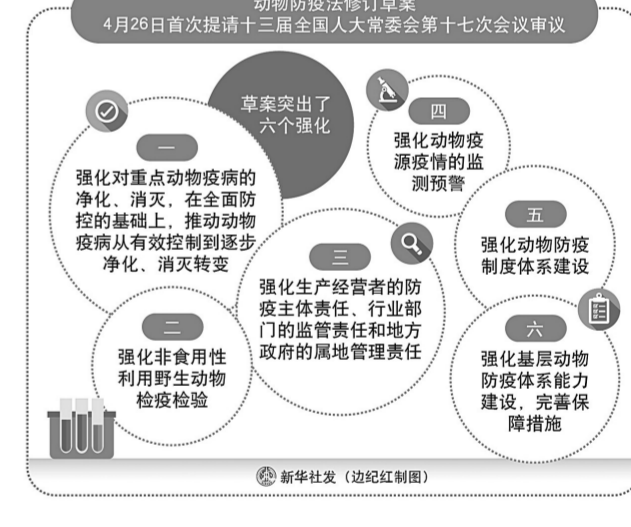 动物防疫法修订草案
4月26日首次提请十三届全国人大常委会第十七次会议审议
草案突出了
六个强化
一
强化对重点动物疫病的
净化、消灭，在全面防
控的基础上，推动动物
疫病从有效控制到逐步
净化、消灭转变
二
强化非食用性
利用野生动物
检疫检验
三
强化生产经营者的防
疫主体责任、行业部
门的监管责任和地方
政府的属地管理责任
四
强化动物疫
源疫情的监
测预警
五
强化动物防疫
制度体系建设
六
强化基层动物
防疫体系能力
建设，完善保
障措施
新华社发（边纪红制图）